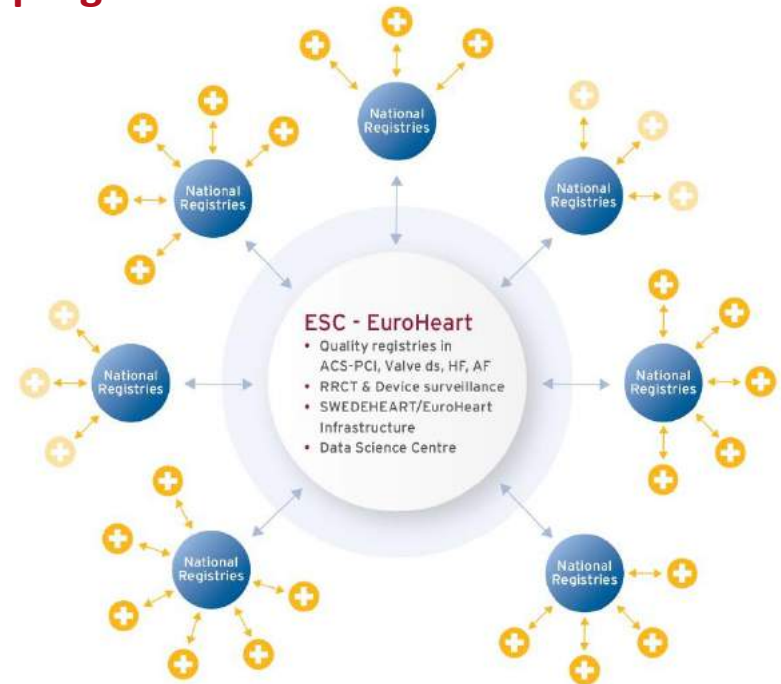 National
Registries
National
Registries
National
Registries
ESC - EuroHeart
• Quality registries in
ACS-PCI, Valve ds, HF, AF
• RRCT & Device surveillance
• SWEDEHEART/EuroHeart
Infrastructure
• Data Science Centre
National
Registries
National
Registries
National
Registries
National
Registries